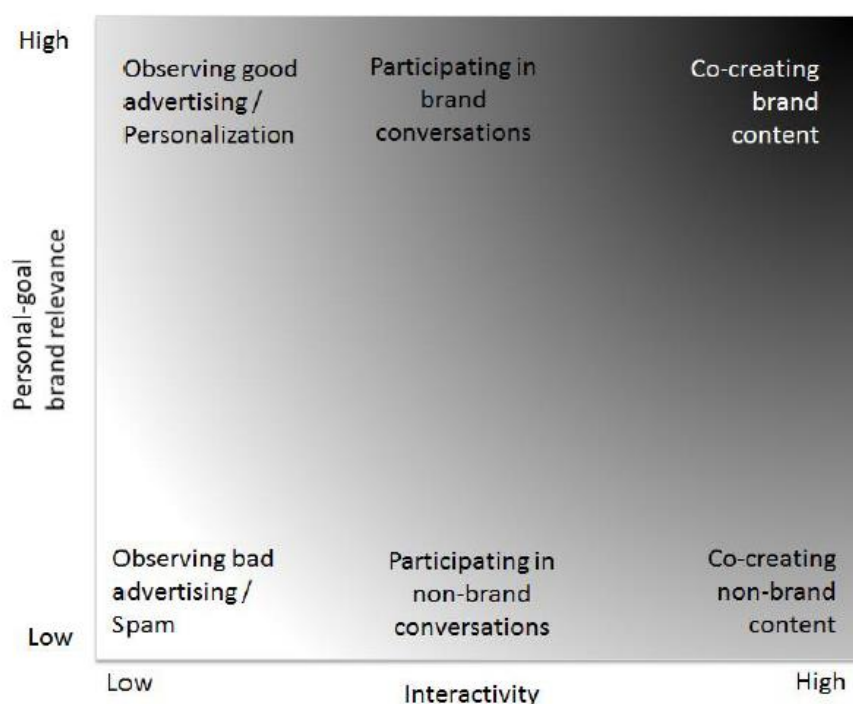 High
Observing good
advertising /
Personalization
Participating in
brand
conversations
Co-creating
brand
content
Personal-goal
brand relevance
Observing bad
advertising /
Spam
Participating in
non-brand
conversations
Co-creating
non-brand
content
Low
Low
Interactivity
High